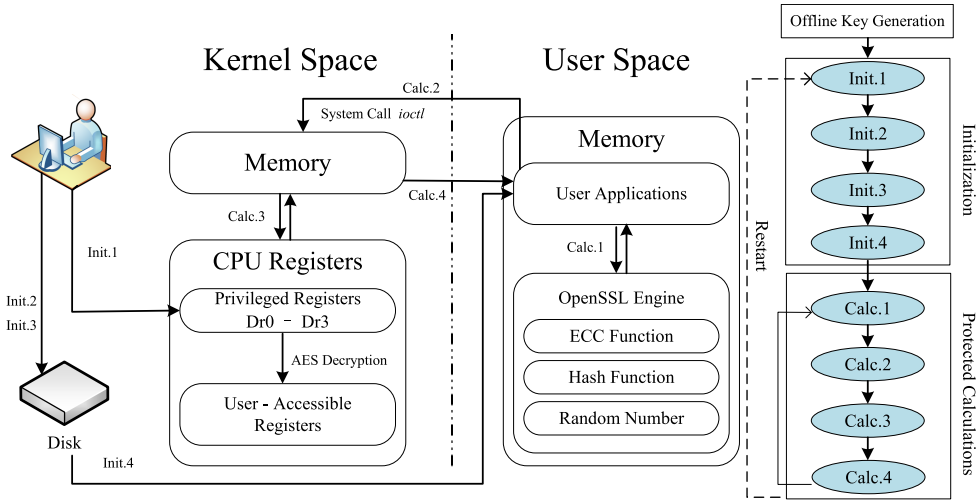 Kernel Space
User Space
Calc.2
System Call ioctl
Memory
Calc.4
Calc.3
Init.1
CPU Registers
Privileged Registers
Dr0 - Dr3
AES Decryption
User - Accessible
Registers
Init.2
Init.3
Disk
Init.4
Memory
User Applications
Calc.1
OpenSSL Engine
ECC Function
Hash Function
Random Number
Offline Key Generation
Init.1
Init.2
Init.3
Init.4
Initialization
Restart
Calc.1
Calc.2
Calc.3
Calc.4
Protected Calculations